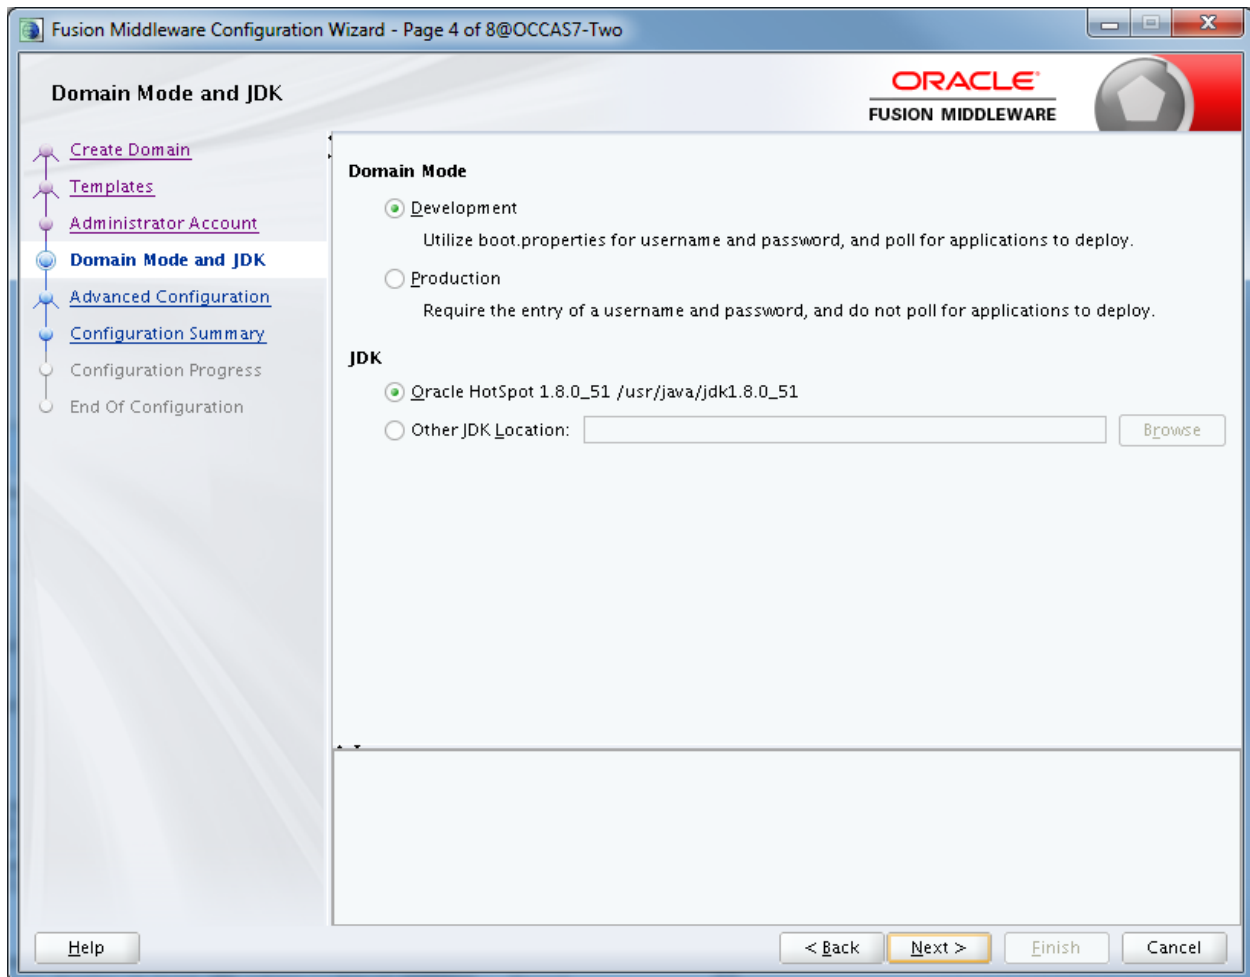 Fusion Middleware Configuration Wizard - Page 4 of 8@OCCAS7-Two
Domain Mode and JDK
ORACLE
FUSION MIDDLEWARE
Create Domain
Templates
Administrator Account
Domain Mode and JDK
Advanced Configuration
Configuration Summary
Configuration Progress
End Of Configuration
Domain Mode
Development
Utilize boot.properties for username and password, and poll for applications to deploy.
Production
Require the entry of a username and password, and do not poll for applications to deploy.
JDK
Oracle HotSpot 1.8.0_51 /usr/java/jdk1.8.0_51
Other JDK Location: Browse
Help < Back Next > Finish Cancel